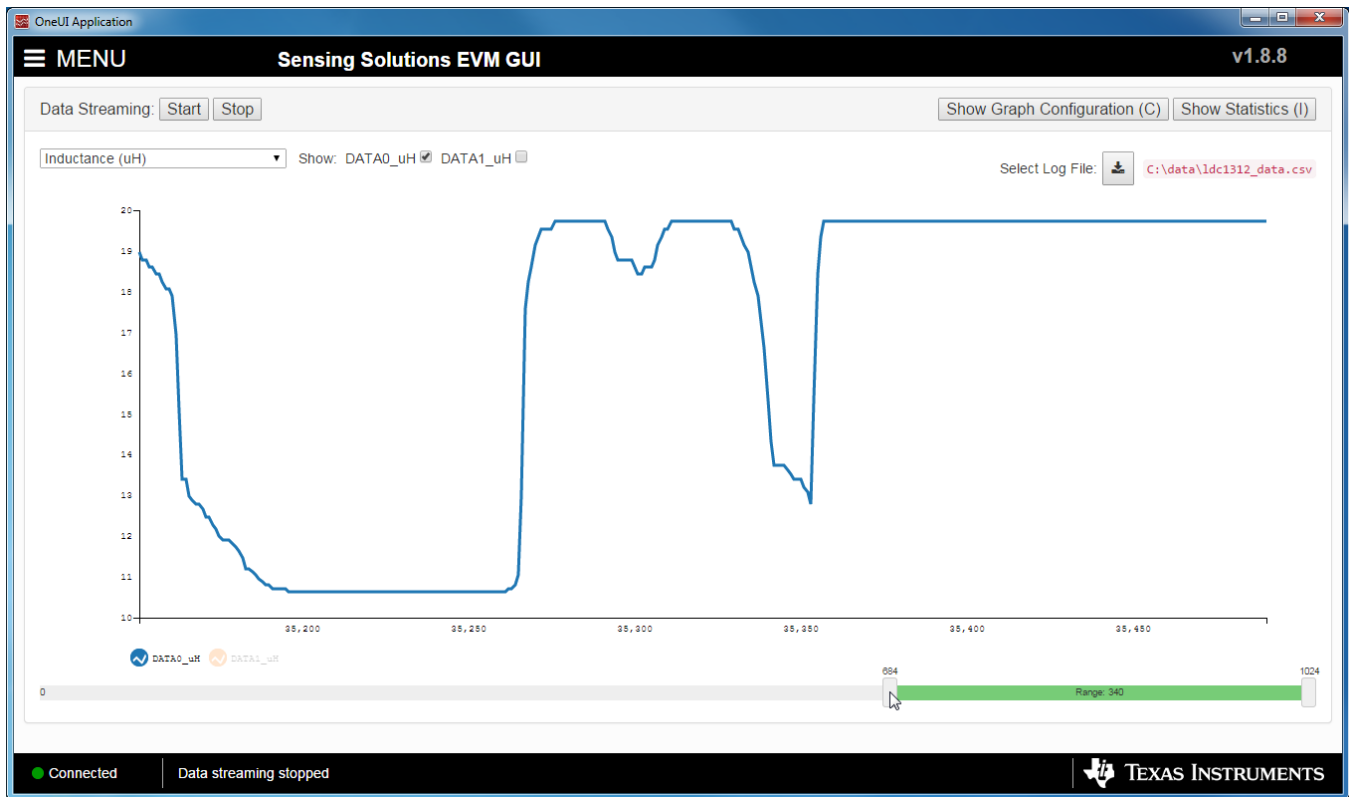 OneUI Application
MENU Sensing Solutions EVM GUI v1.8.8
Data Streaming: Start Stop Show Graph Configuration (C) Show Statistics (I)
Inductance (uH) Show: DATA0_uH DATA1_uH
Select Log File: C:\data\ldc1312_data.csv
20
19
18
17
16
15
14
13
12
11
10
35,200 35,250 35,300 35,350 35,400 35,450
DATA0_uH DATA1_uH
684 1024
0 Range: 340
Connected Data streaming stopped TEXAS INSTRUMENTS